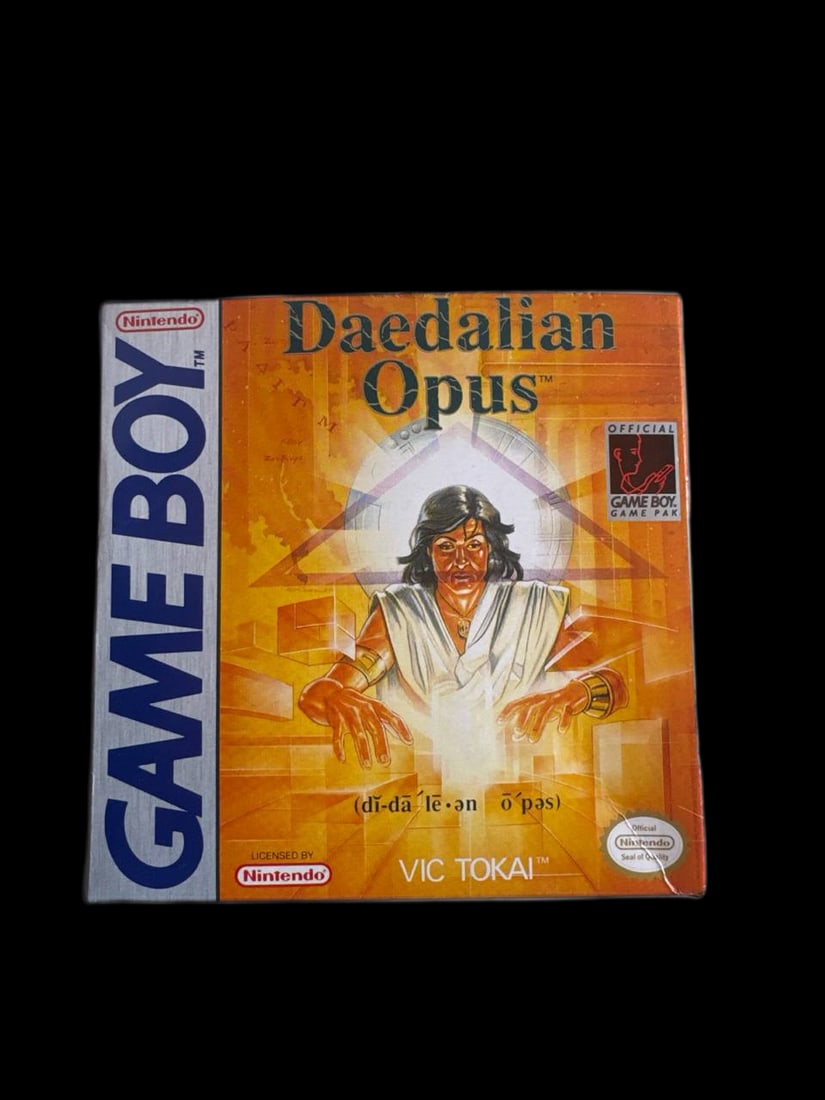 Nintendo
GAME BOY™
Daedalian
Opus™
OFFICIAL
GAME BOY
GAME PAK
(dĭ-dā´lē•ən ō´pəs)
LICENSED BY
Nintendo
VIC TOKAI™
Official
Nintendo
Seal of Quality